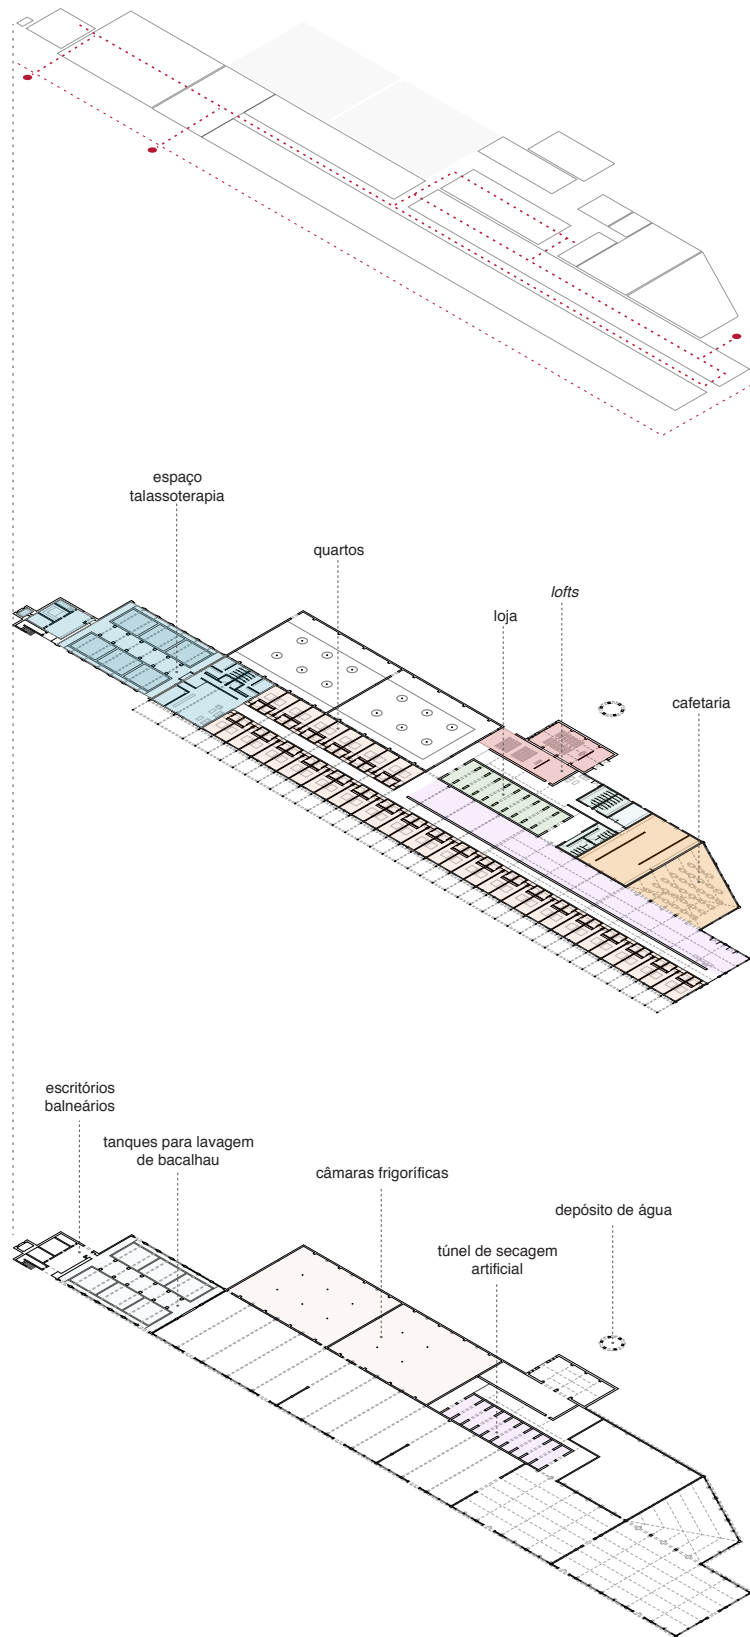 espaço
talassoterapia
quartos
lofts
loja
cafetaria
escritórios
balneários
tanques para lavagem
de bacalhau
câmaras frigoríficas
depósito de água
túnel de secagem
artificial